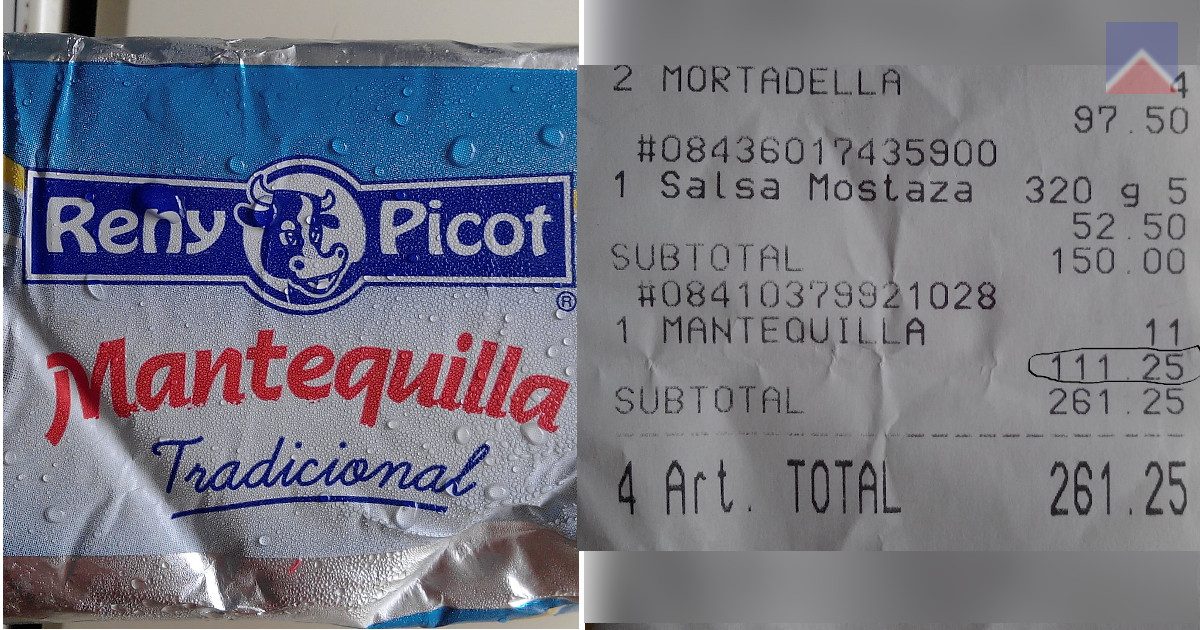 Reny Picot
®
Mantequilla
Tradicional
2 MORTADELLA 4
97.50
#08436017435900
1 Salsa Mostaza 320 g 5
52.50
SUBTOTAL 150.00
#08410379921028
1 MANTEQUILLA 11
111.25
SUBTOTAL 261.25
4 Art. TOTAL 261.25